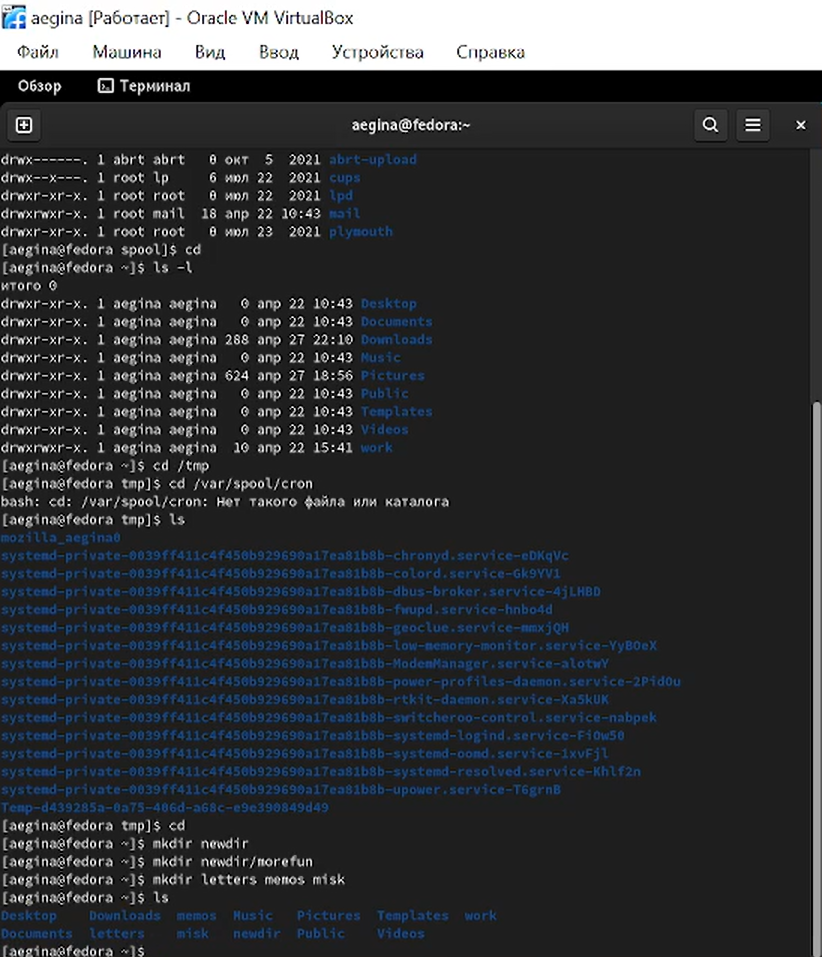 aegina [Работает] - Oracle VM VirtualBox
Файл Машина Вид Ввод Устройства Справка
Обзор Терминал
aegina@fedora:~
drwx------. 1 abrt abrt 0 окт 5 2021 abrt-upload
drwx--x---. 1 root lp 6 июл 22 2021 cups
drwxr-xr-x. 1 root root 0 июл 22 2021 lpd
drwxrwxr-x. 1 root mail 18 апр 22 10:43 mail
drwxr-xr-x. 1 root root 0 июл 23 2021 plymouth
[aegina@fedora spool]$ cd
[aegina@fedora ~]$ ls -l
итого 0
drwxr-xr-x. 1 aegina aegina 0 апр 22 10:43 Desktop
drwxr-xr-x. 1 aegina aegina 0 апр 22 10:43 Documents
drwxr-xr-x. 1 aegina aegina 288 апр 27 22:10 Downloads
drwxr-xr-x. 1 aegina aegina 0 апр 22 10:43 Music
drwxr-xr-x. 1 aegina aegina 624 апр 27 18:56 Pictures
drwxr-xr-x. 1 aegina aegina 0 апр 22 10:43 Public
drwxr-xr-x. 1 aegina aegina 0 апр 22 10:43 Templates
drwxr-xr-x. 1 aegina aegina 0 апр 22 10:43 Videos
drwxrwxr-x. 1 aegina aegina 10 апр 22 15:41 work
[aegina@fedora ~]$ cd /tmp
[aegina@fedora tmp]$ cd /var/spool/cron
bash: cd: /var/spool/cron: Нет такого файла или каталога
[aegina@fedora tmp]$ ls
mozilla_aegina0
systemd-private-0039ff411c4f450b929690a17ea81b8b-chronyd.service-eDKqVc
systemd-private-0039ff411c4f450b929690a17ea81b8b-colord.service-Gk9YV1
systemd-private-0039ff411c4f450b929690a17ea81b8b-dbus-broker.service-4jLHBD
systemd-private-0039ff411c4f450b929690a17ea81b8b-fwupd.service-hnbo4d
systemd-private-0039ff411c4f450b929690a17ea81b8b-geoclue.service-mmxjQH
systemd-private-0039ff411c4f450b929690a17ea81b8b-low-memory-monitor.service-YyBOeX
systemd-private-0039ff411c4f450b929690a17ea81b8b-ModemManager.service-alotwY
systemd-private-0039ff411c4f450b929690a17ea81b8b-power-profiles-daemon.service-2PidOu
systemd-private-0039ff411c4f450b929690a17ea81b8b-rtkit-daemon.service-Xa5kUK
systemd-private-0039ff411c4f450b929690a17ea81b8b-switcheroo-control.service-nabpek
systemd-private-0039ff411c4f450b929690a17ea81b8b-systemd-logind.service-FiOw50
systemd-private-0039ff411c4f450b929690a17ea81b8b-systemd-oomd.service-1xvFjl
systemd-private-0039ff411c4f450b929690a17ea81b8b-systemd-resolved.service-Khlf2n
systemd-private-0039ff411c4f450b929690a17ea81b8b-upower.service-T6grnB
Temp-d439285a-0a75-406d-a68c-e9e390849d49
[aegina@fedora tmp]$ cd
[aegina@fedora ~]$ mkdir newdir
[aegina@fedora ~]$ mkdir newdir/morefun
[aegina@fedora ~]$ mkdir letters memos misk
[aegina@fedora ~]$ ls
Desktop Downloads memos Music Pictures Templates work
Documents letters misk newdir Public Videos
[aegina@fedora ~]$